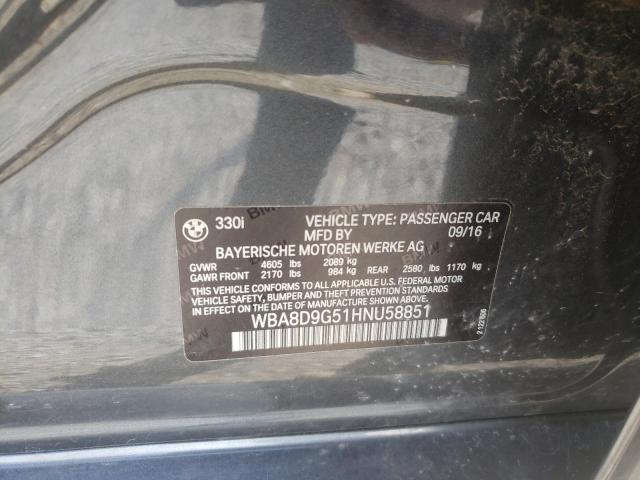 BMW
330i
VEHICLE TYPE: PASSENGER CAR
MFD BY 09/16
BAYERISCHE MOTOREN WERKE AG
GVWR 4605 lbs 2089 kg
GAWR FRONT 2170 lbs 984 kg REAR 2580 lbs 1170 kg
THIS VEHICLE CONFORMS TO ALL APPLICABLE U.S. FEDERAL MOTOR
VEHICLE SAFETY, BUMPER, AND THEFT PREVENTION STANDARDS
IN EFFECT ON THE DATE OF MANUFACTURE SHOWN ABOVE.
WBA8D9G51HNU58851